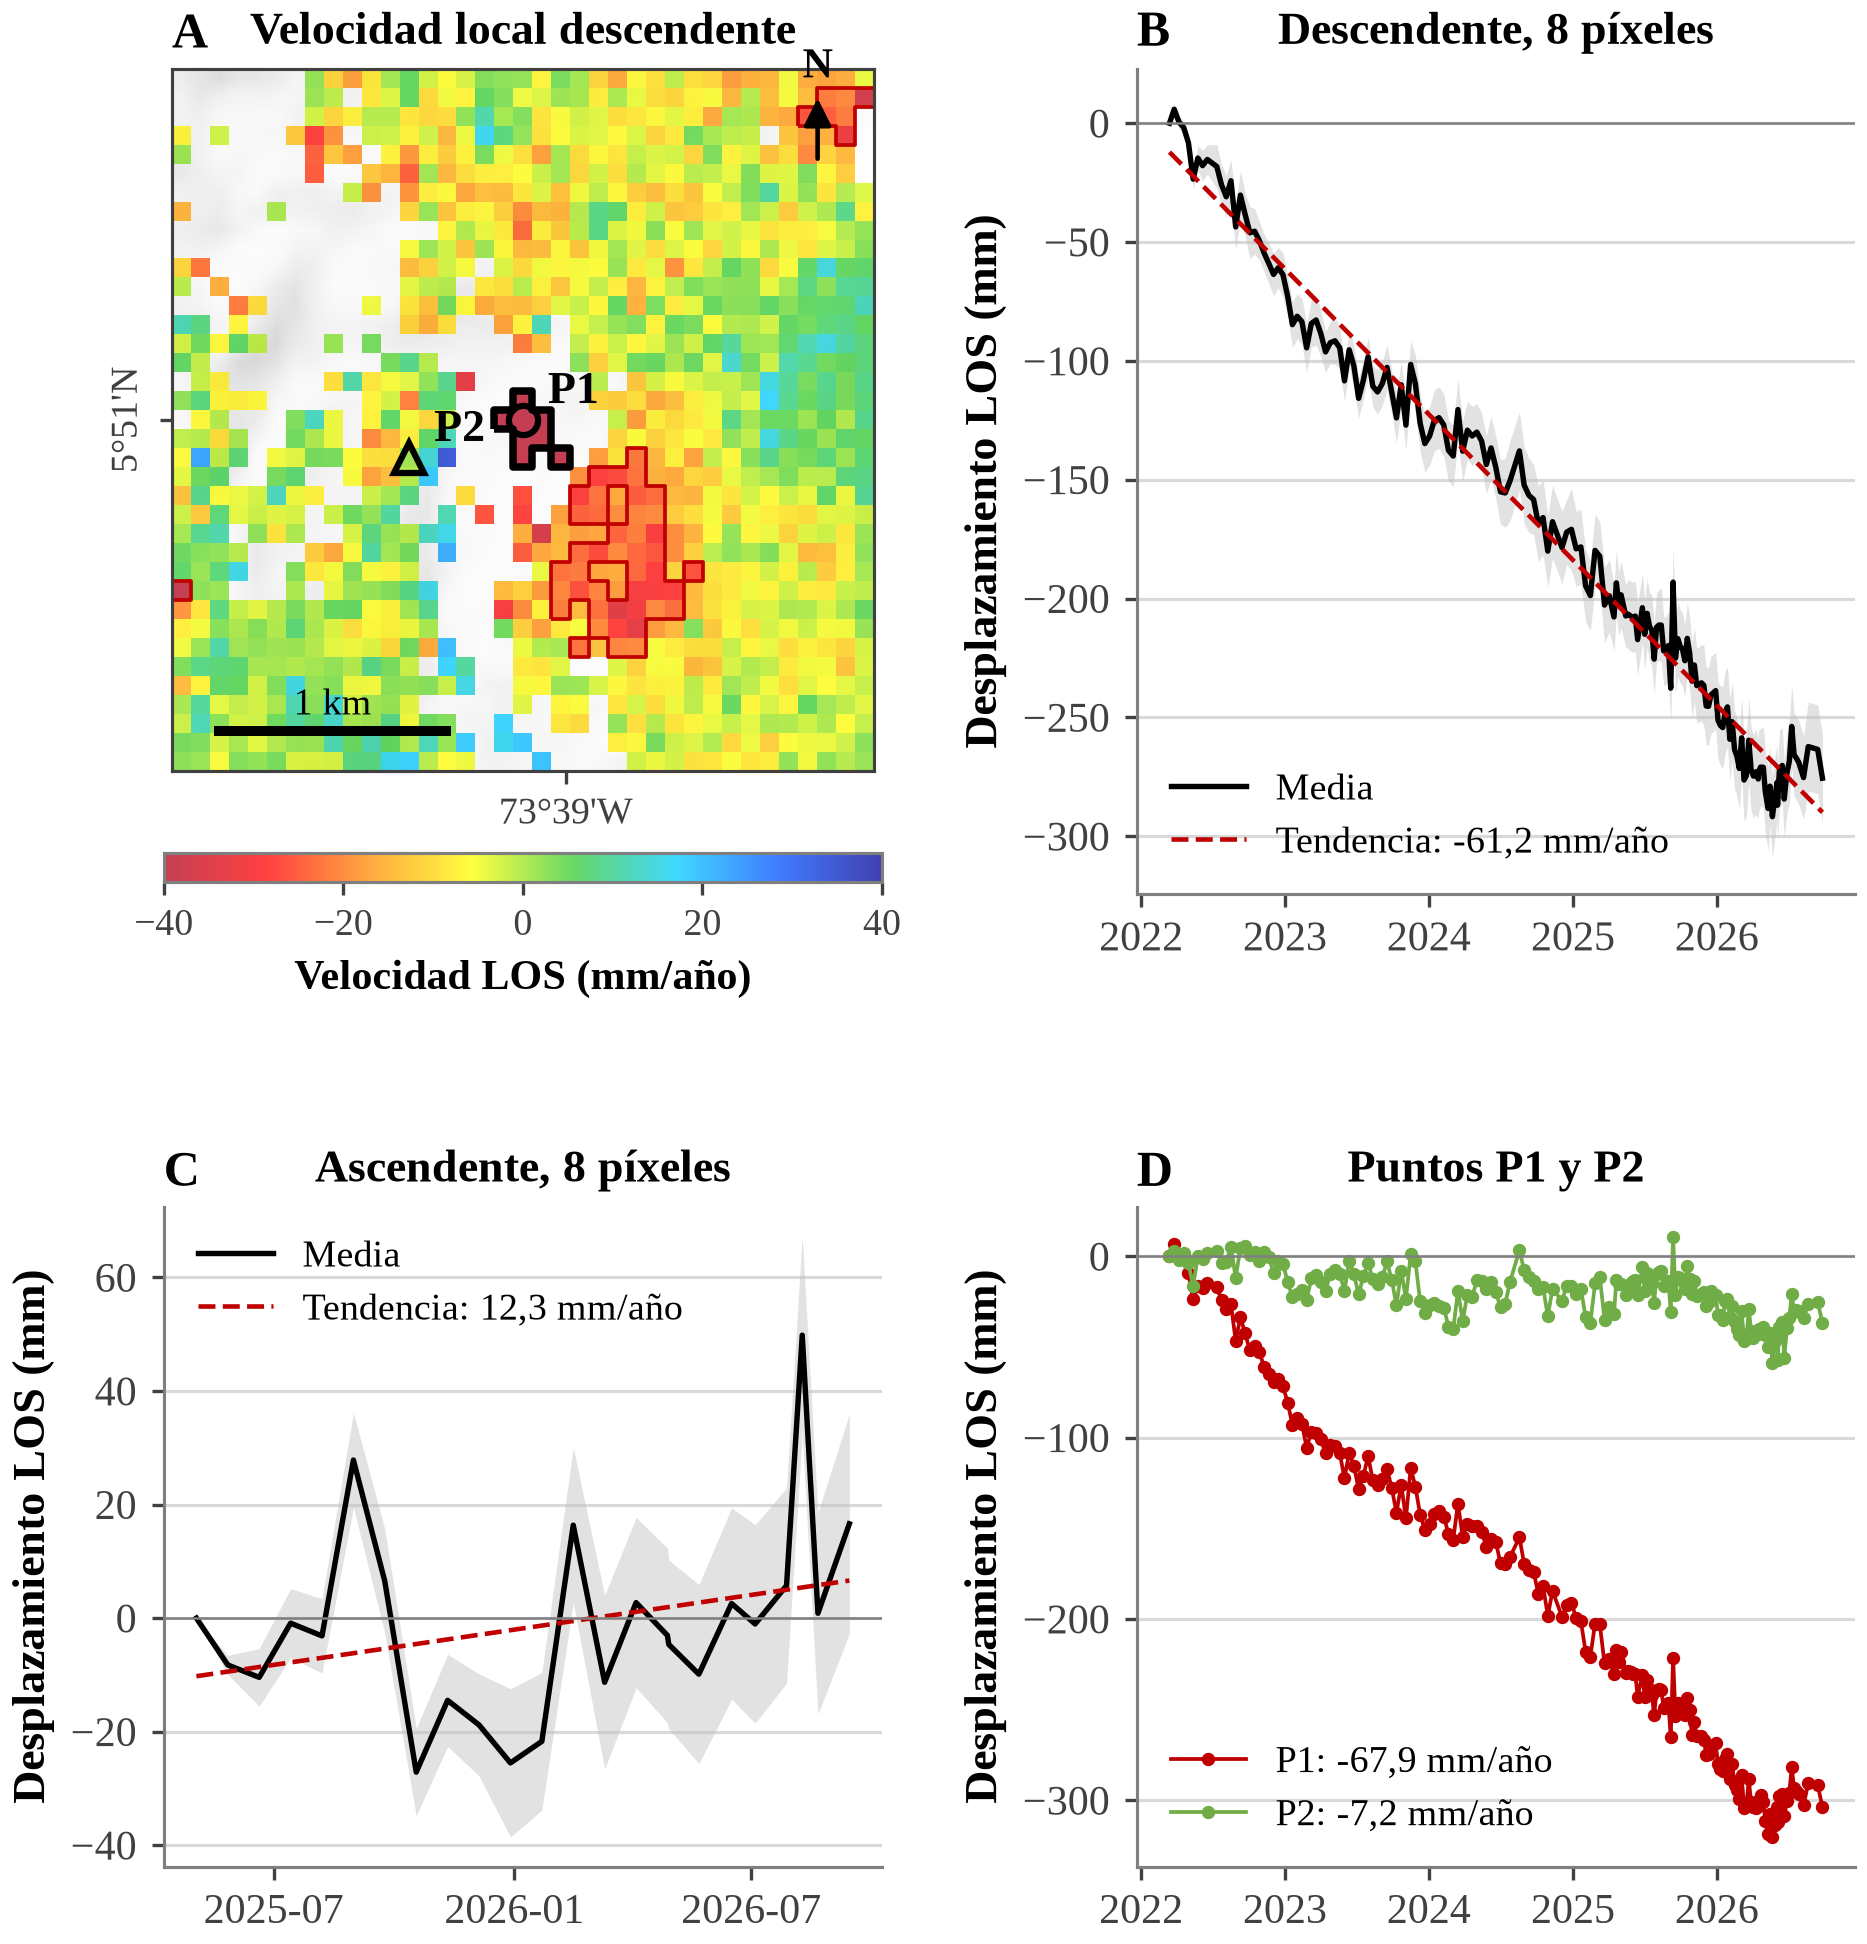 A Velocidad local descendente
N
P1
P2
5°51'N
1 km
73°39'W
−40 −20 0 20 40
Velocidad LOS (mm/año)
B Descendente, 8 píxeles
Desplazamiento LOS (mm)
0
−50
−100
−150
−200
−250
−300
Media
Tendencia: -61,2 mm/año
2022 2023 2024 2025 2026
C Ascendente, 8 píxeles
Desplazamiento LOS (mm)
Media
Tendencia: 12,3 mm/año
60
40
20
0
−20
−40
2025-07 2026-01 2026-07
D Puntos P1 y P2
Desplazamiento LOS (mm)
0
−100
−200
−300
P1: -67,9 mm/año
P2: -7,2 mm/año
2022 2023 2024 2025 2026